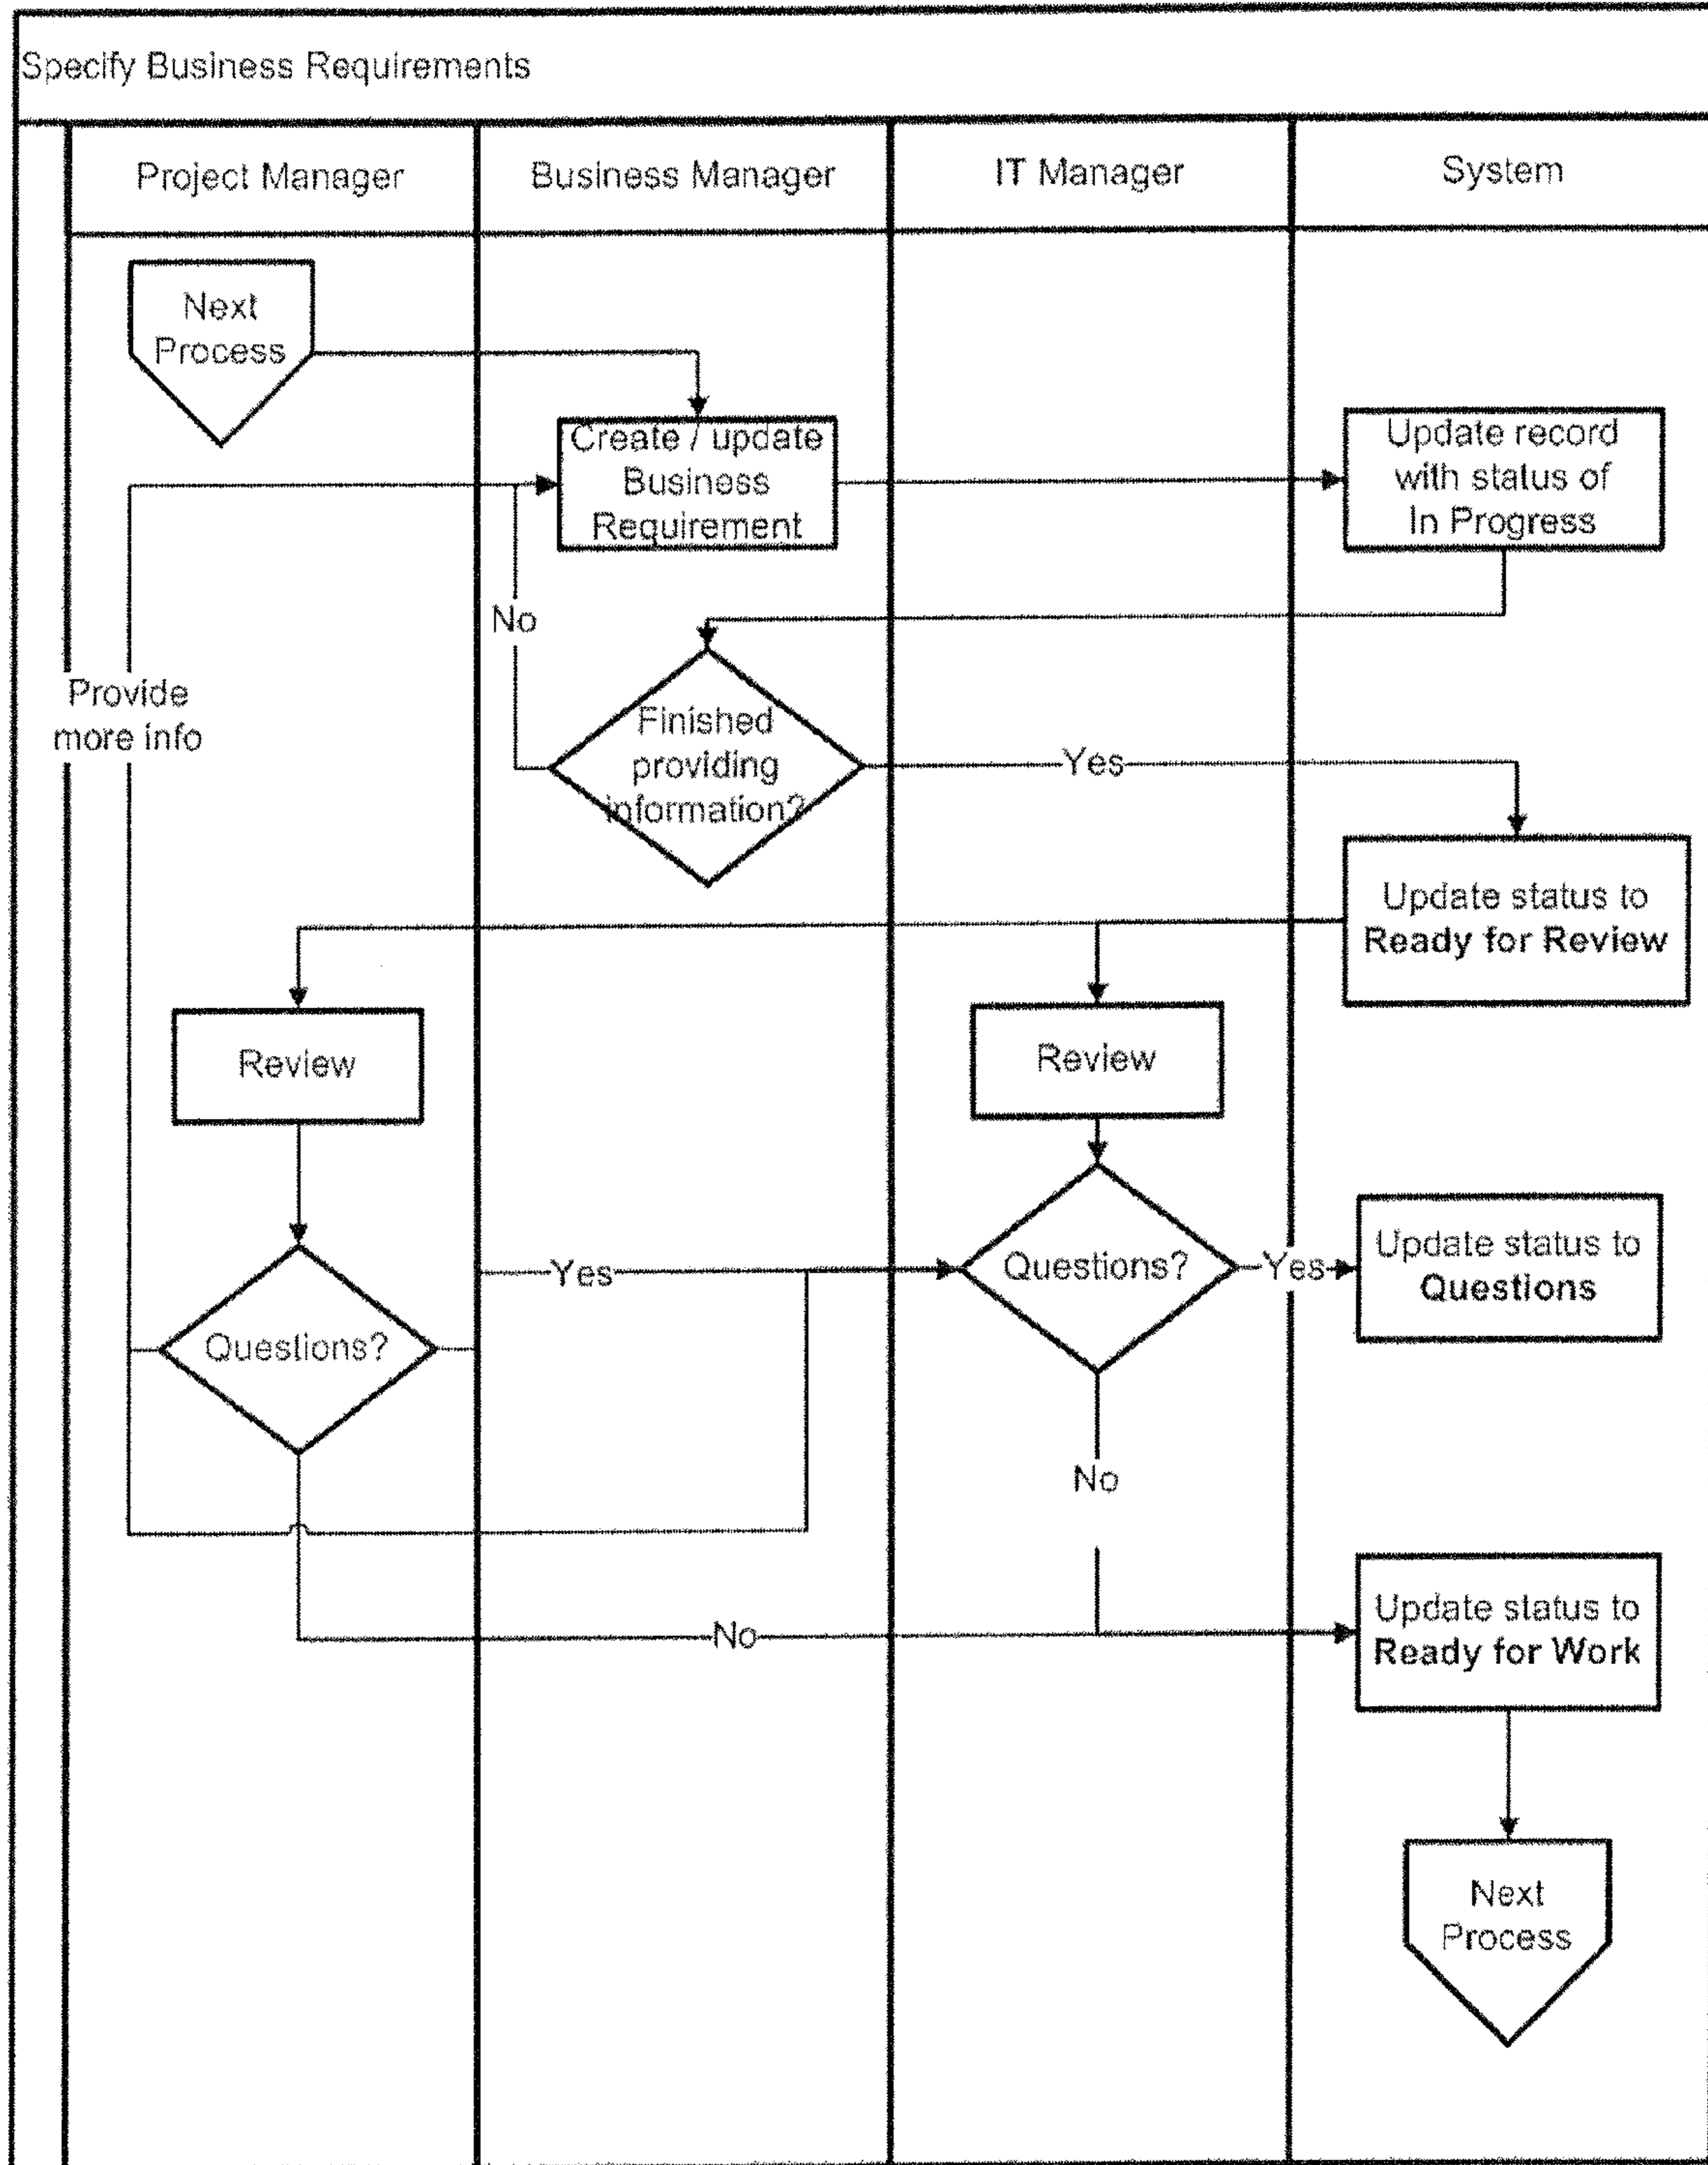 Specify Business Requirements
Project Manager
Business Manager
IT Manager
System
Next
Process
Create / update
Business
Requirement
Update record
with status of
In Progress
No
Provide
more info
Finished
providing
information?
Yes
Update status to
Ready for Review
Review
Review
Questions?
Yes
Questions?
Yes
Update status to
Questions
No
No
Update status to
Ready for Work
Next
Process